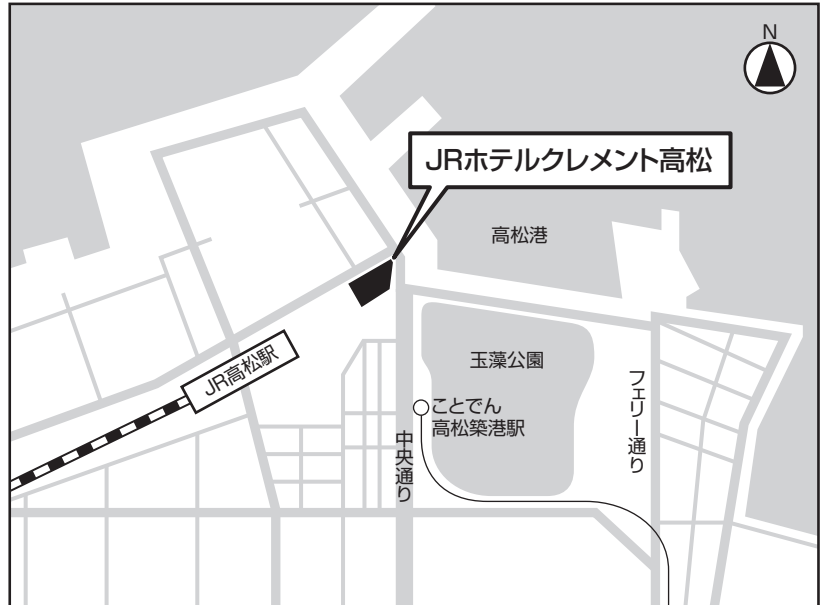 N
JRホテルクレメント高松
高松港
玉藻公園
JR高松駅
ことでん
高松築港駅
中央通り
フェリー通り